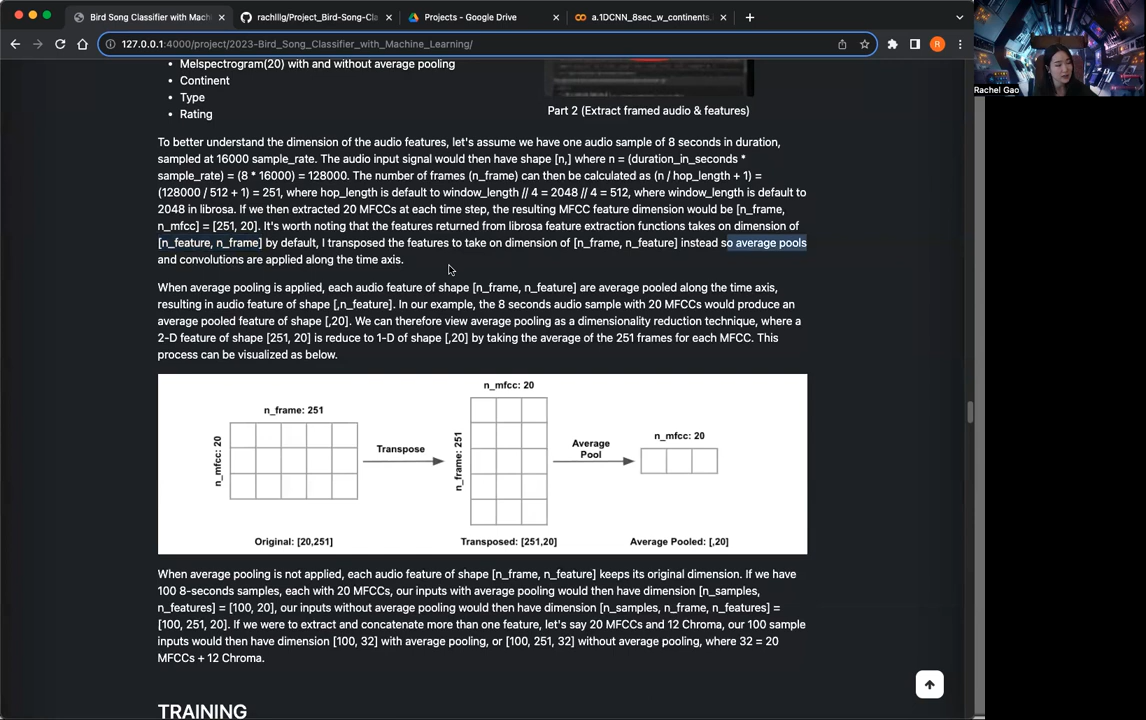 Bird Song Classifier with Mach
rachllg/Project_Bird-Song-Cla
Projects - Google Drive
a.1DCNN_8sec_w_continents.
127.0.0.1:4000/project/2023-Bird_Song_Classifier_with_Machine_Learning/
R
Rachel Gao
Melspectrogram(20) with and without average pooling
Continent
Type
Rating
Part 2 (Extract framed audio & features)
To better understand the dimension of the audio features, let's assume we have one audio sample of 8 seconds in duration,
sampled at 16000 sample_rate. The audio input signal would then have shape [n,] where n = (duration_in_seconds *
sample_rate) = (8 * 16000) = 128000. The number of frames (n_frame) can then be calculated as (n / hop_length + 1) =
(128000 / 512 + 1) = 251, where hop_length is default to window_length // 4 = 2048 // 4 = 512, where window_length is default to
2048 in librosa. If we then extracted 20 MFCCs at each time step, the resulting MFCC feature dimension would be [n_frame,
n_mfcc] = [251, 20]. It's worth noting that the features returned from librosa feature extraction functions takes on dimension of
[n_feature, n_frame] by default, I transposed the features to take on dimension of [n_frame, n_feature] instead so average pools
and convolutions are applied along the time axis.
When average pooling is applied, each audio feature of shape [n_frame, n_feature] are average pooled along the time axis,
resulting in audio feature of shape [,n_feature]. In our example, the 8 seconds audio sample with 20 MFCCs would produce an
average pooled feature of shape [,20]. We can therefore view average pooling as a dimensionality reduction technique, where a
2-D feature of shape [251, 20] is reduce to 1-D of shape [,20] by taking the average of the 251 frames for each MFCC. This
process can be visualized as below.
n_frame: 251
n_mfcc: 20
Original: [20,251]
Transpose
n_mfcc: 20
n_frame: 251
Transposed: [251,20]
Average
Pool
n_mfcc: 20
Average Pooled: [,20]
When average pooling is not applied, each audio feature of shape [n_frame, n_feature] keeps its original dimension. If we have
100 8-seconds samples, each with 20 MFCCs, our inputs with average pooling would then have dimension [n_samples,
n_features] = [100, 20], our inputs without average pooling would then have dimension [n_samples, n_frame, n_features] =
[100, 251, 20]. If we were to extract and concatenate more than one feature, let's say 20 MFCCs and 12 Chroma, our 100 sample
inputs would then have dimension [100, 32] with average pooling, or [100, 251, 32] without average pooling, where 32 = 20
MFCCs + 12 Chroma.
TRAINING